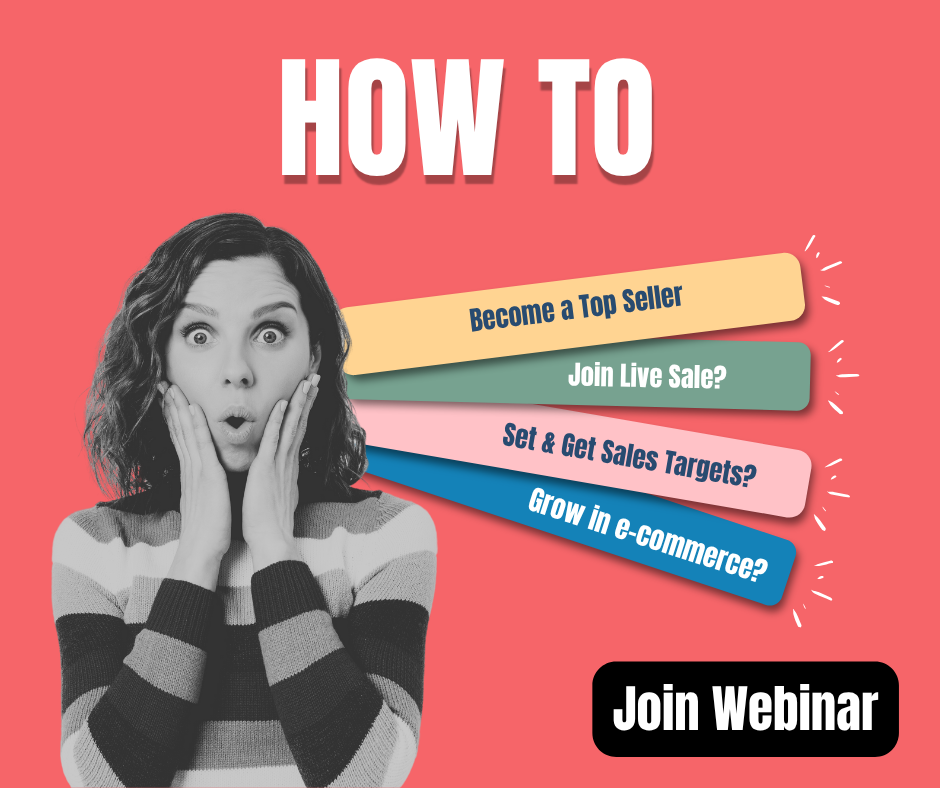 HOW TO
Become a Top Seller
Join Live Sale?
Set & Get Sales Targets?
Grow in e-commerce?
Join Webinar